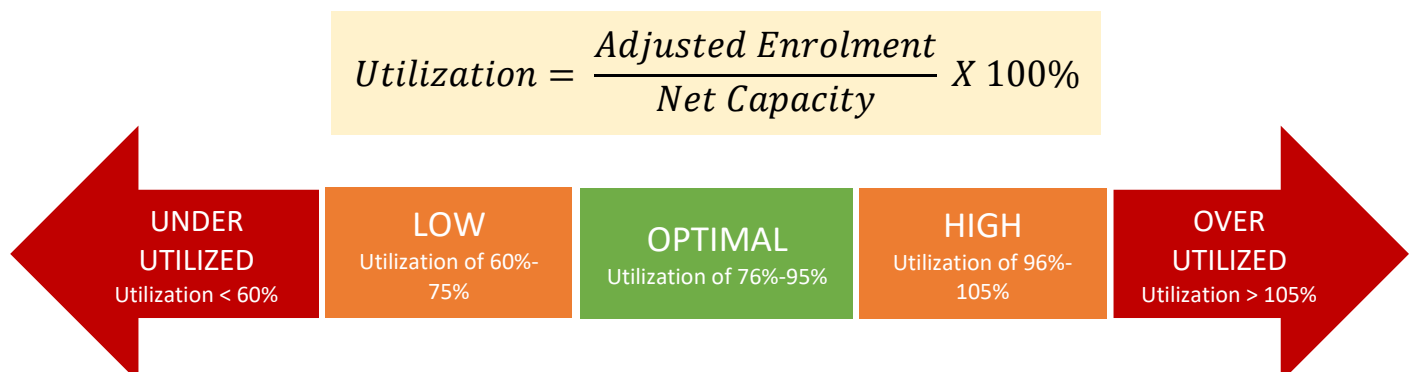 Utilization = Adjusted Enrolment / Net Capacity X 100%
UNDER
UTILIZED
Utilization < 60%
LOW
Utilization of 60%-
75%
OPTIMAL
Utilization of 76%-95%
HIGH
Utilization of 96%-
105%
OVER
UTILIZED
Utilization > 105%